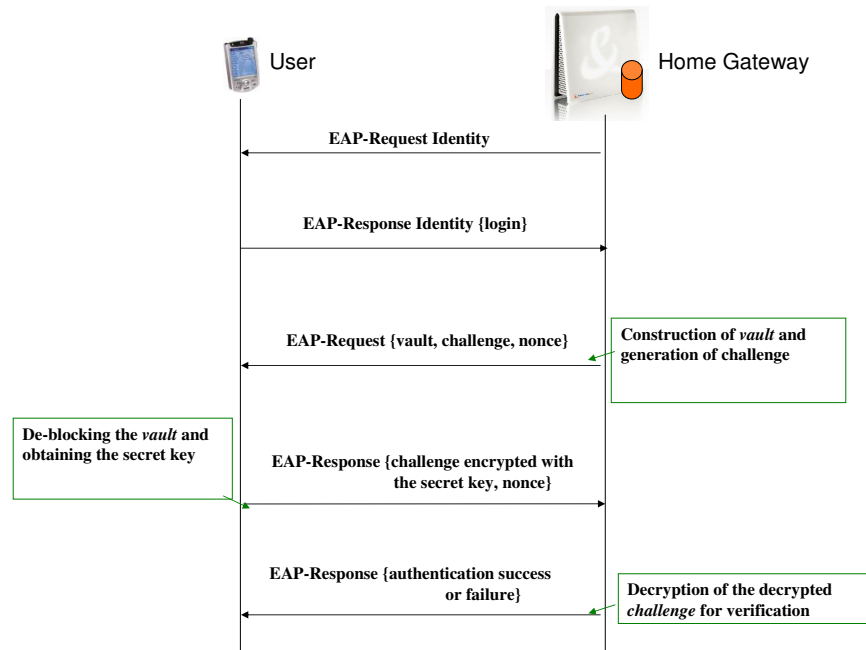 User
Home Gateway
EAP-Request Identity
EAP-Response Identity {login}
EAP-Request {vault, challenge, nonce}
Construction of vault and
generation of challenge
De-blocking the vault and
obtaining the secret key
EAP-Response {challenge encrypted with
the secret key, nonce}
EAP-Response {authentication success
or failure}
Decryption of the decrypted
challenge for verification